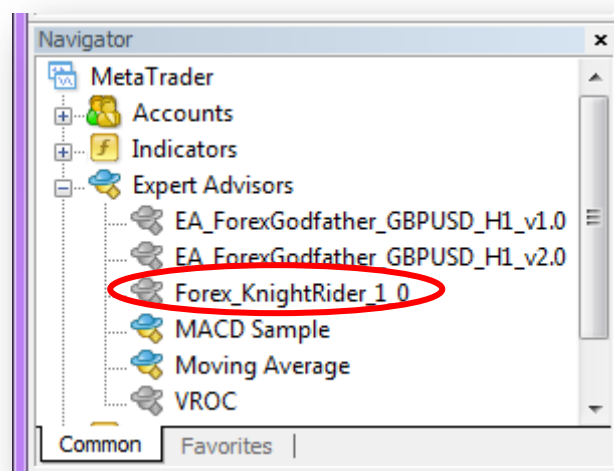 Navigator
MetaTrader
Accounts
Indicators
Expert Advisors
EA_ForexGodfather_GBPUSD_H1_v1.0
EA_ForexGodfather_GBPUSD_H1_v2.0
Forex_KnightRider_1_0
MACD Sample
Moving Average
VROC
Common Favorites